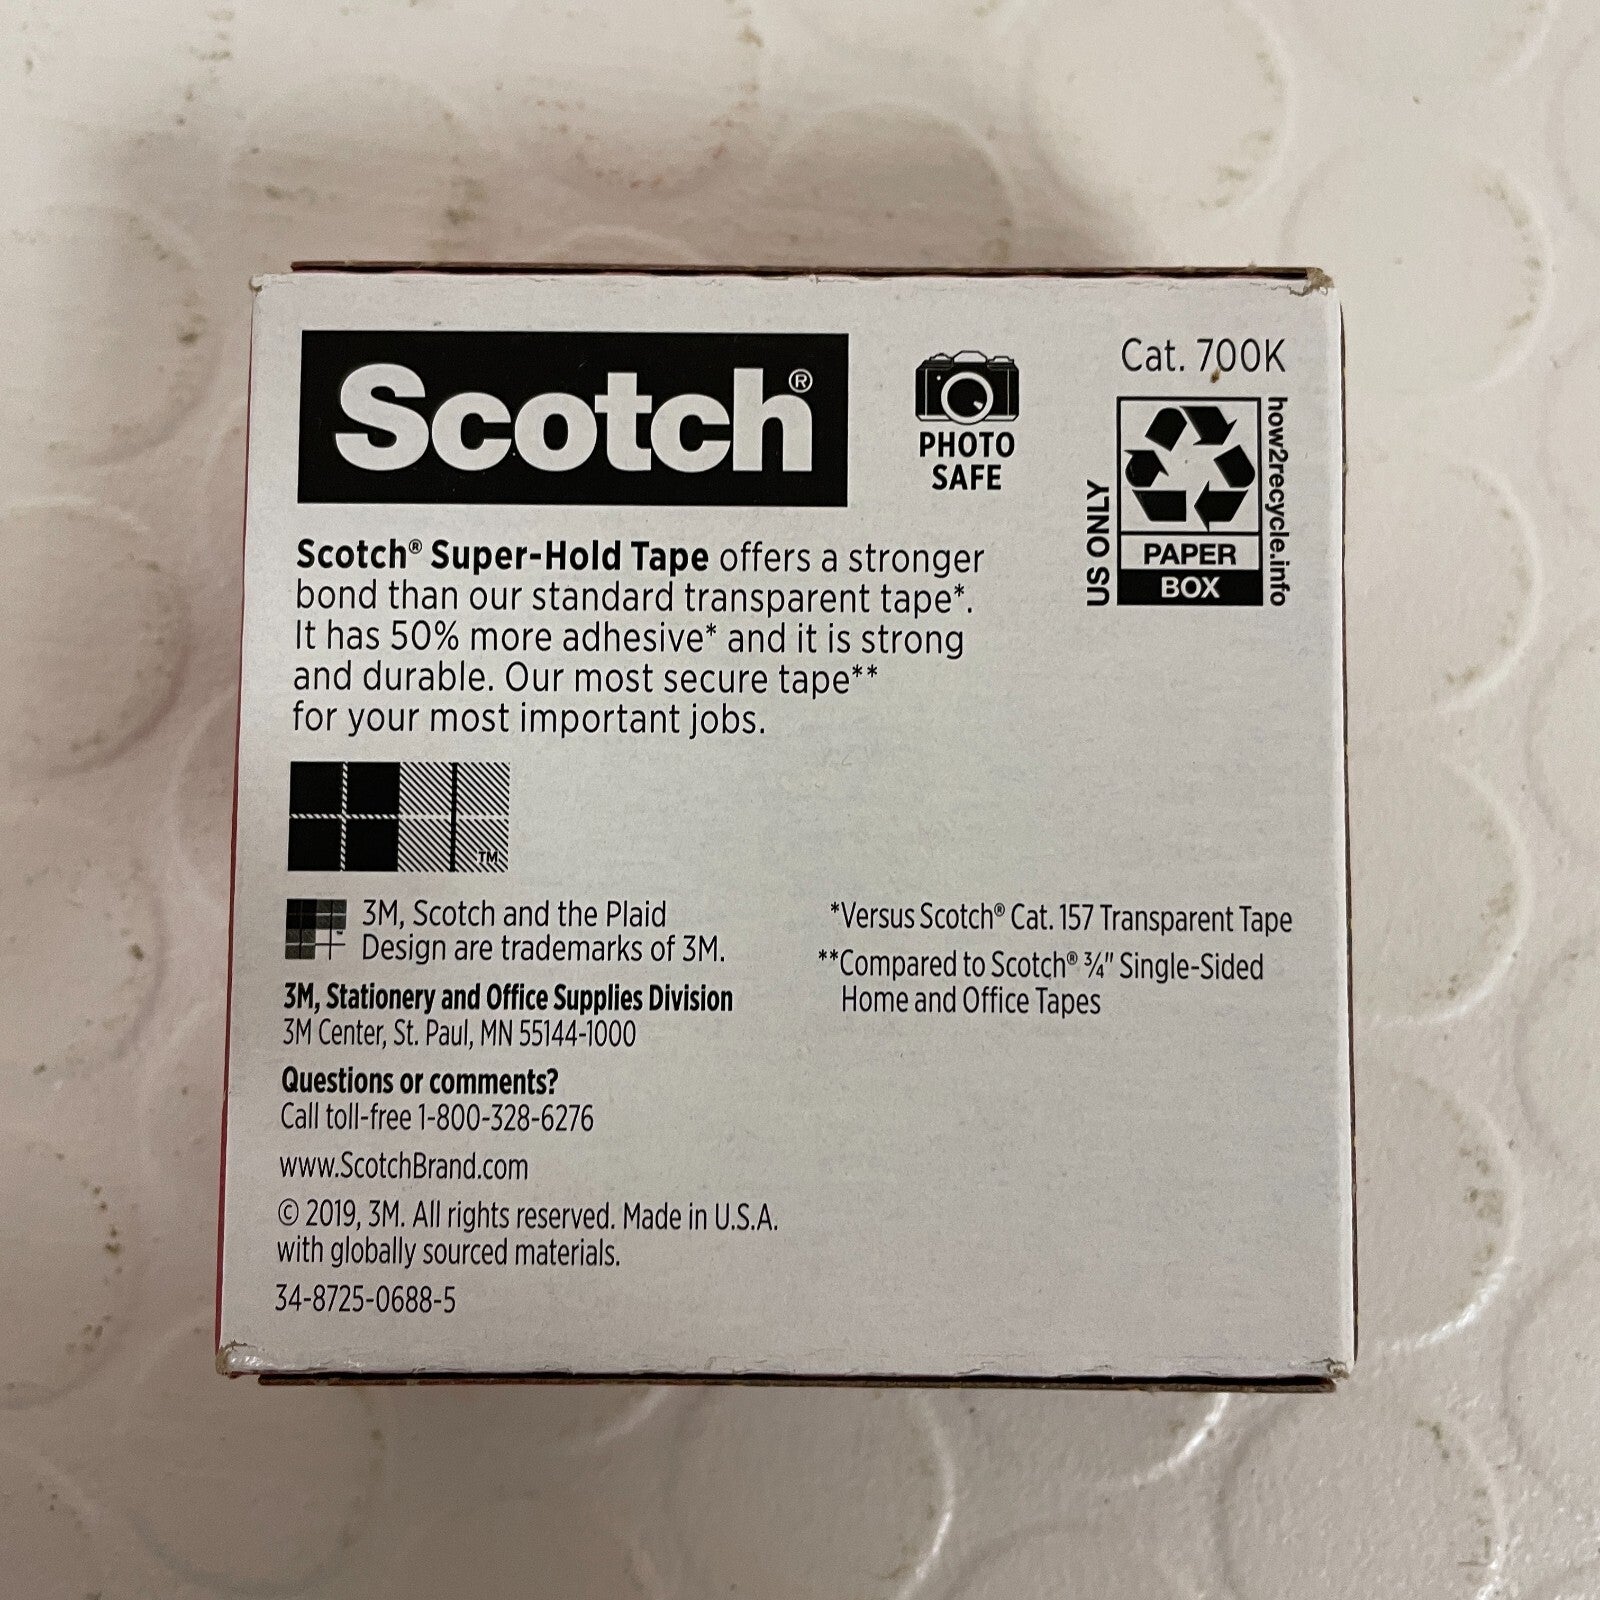 Scotch®
PHOTO
SAFE
Cat. 700K
US ONLY
how2recycle.info
PAPER
BOX
Scotch® Super-Hold Tape offers a stronger
bond than our standard transparent tape*.
It has 50% more adhesive* and it is strong
and durable. Our most secure tape**
for your most important jobs.
TM
3M, Scotch and the Plaid
Design are trademarks of 3M.
3M, Stationery and Office Supplies Division
3M Center, St. Paul, MN 55144-1000
Questions or comments?
Call toll-free 1-800-328-6276
www.ScotchBrand.com
© 2019, 3M. All rights reserved. Made in U.S.A.
with globally sourced materials.
34-8725-0688-5
*Versus Scotch® Cat. 157 Transparent Tape
**Compared to Scotch® ¾" Single-Sided
Home and Office Tapes